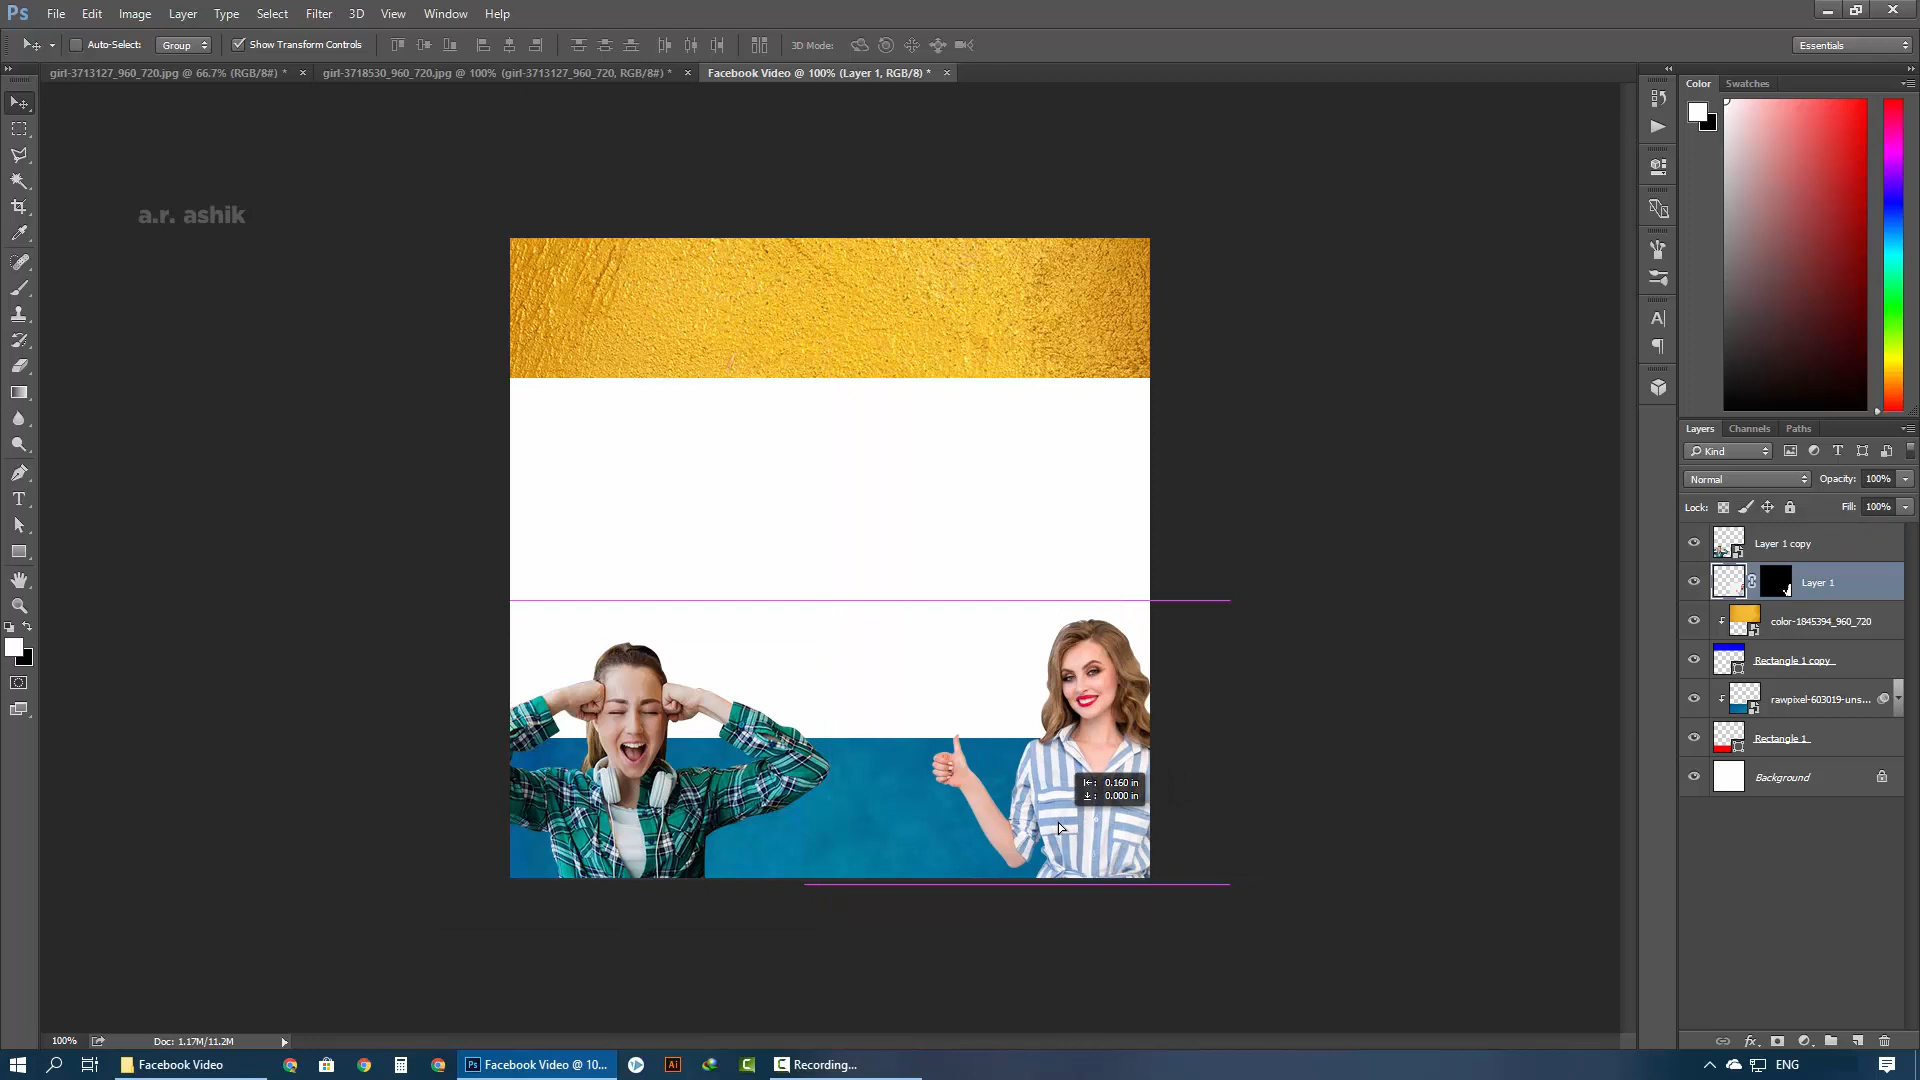 Ps File Edit Image Layer Type Select Filter 3D View Window Help
Auto-Select: Group Show Transform Controls 3D Mode: Essentials
girl-3713127_960_720.jpg @ 66.7% (RGB/8#) * × girl-3718530_960_720.jpg @ 100% (girl-3713127_960_720, RGB/8#) * × Facebook Video @ 100% (Layer 1, RGB/8) * ×
Color Swatches
a.r. ashik
Layers Channels Paths
Kind
Normal Opacity: 100%
Lock: Fill: 100%
Layer 1 copy
Layer 1
color-1845394_960_720
Rectangle 1 copy
rawpixel-603019-uns...
Rectangle 1
Background
0.160 in
0.000 in
100% Doc: 1.17M/11.2M
Facebook Video Ps Facebook Video @ 10... Ai Recording... ENG